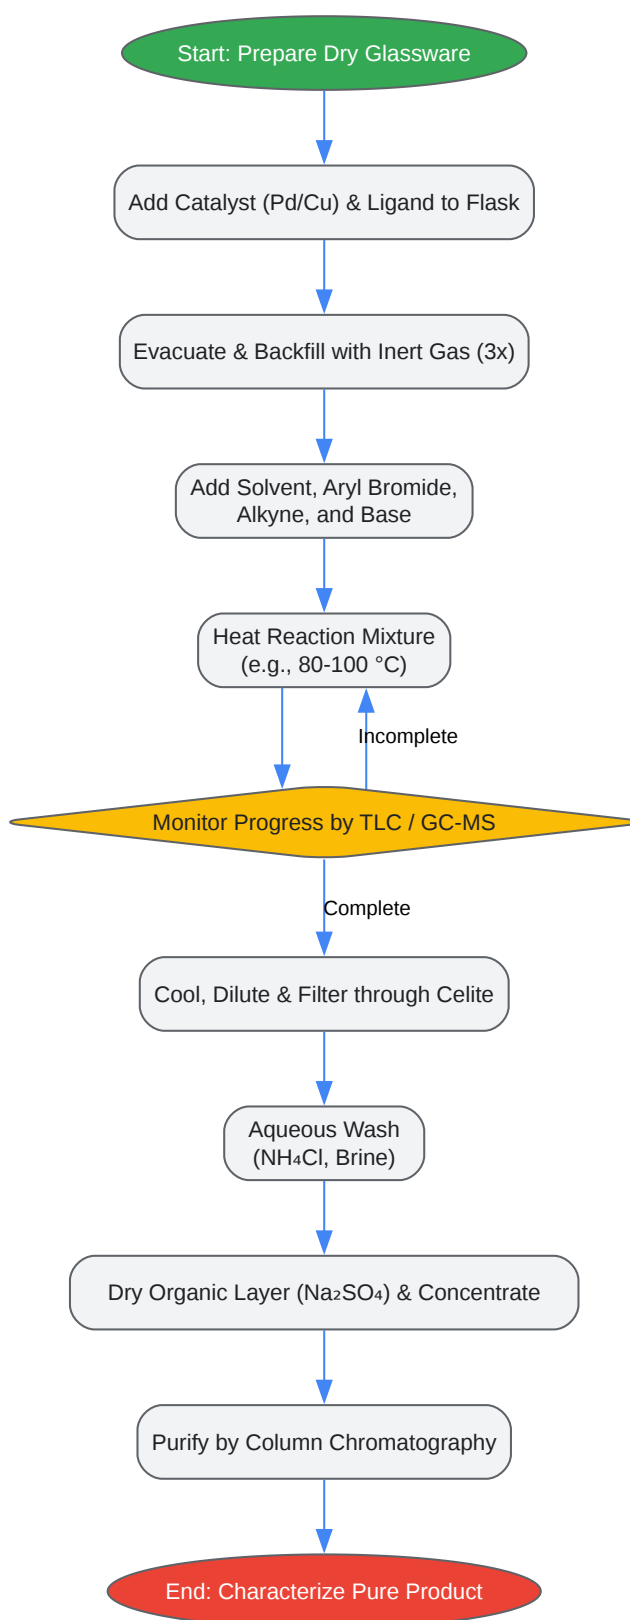 Start: Prepare Dry Glassware
Add Catalyst (Pd/Cu) & Ligand to Flask
Evacuate & Backfill with Inert Gas (3x)
Add Solvent, Aryl Bromide,
Alkyne, and Base
Heat Reaction Mixture
(e.g., 80-100 °C)
Incomplete
Monitor Progress by TLC / GC-MS
Complete
Cool, Dilute & Filter through Celite
Aqueous Wash
(NH₄Cl, Brine)
Dry Organic Layer (Na₂SO₄) & Concentrate
Purify by Column Chromatography
End: Characterize Pure Product